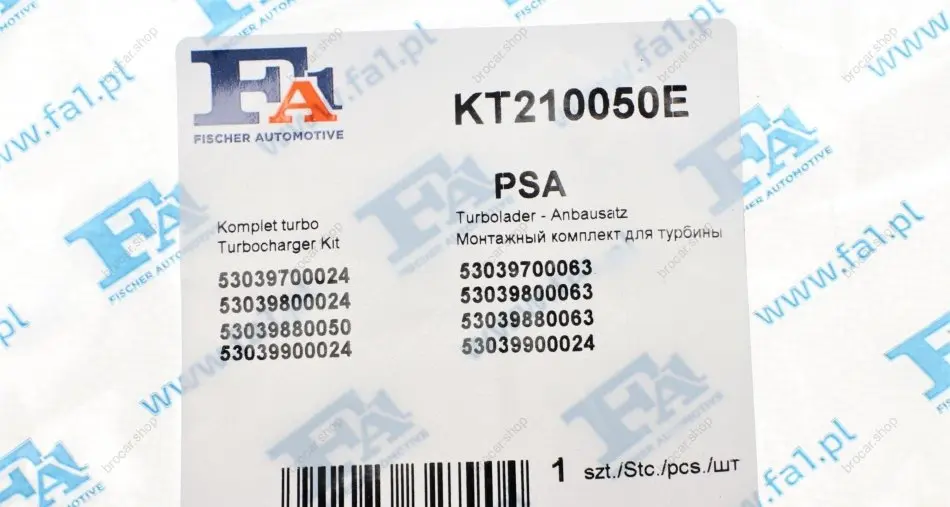 FA1
FISCHER AUTOMOTIVE
KT210050E
PSA
Komplet turbo
Turbocharger Kit
Turbolader - Anbausatz
Монтажный комплект для турбины
53039700024
53039800024
53039880050
53039900024
53039700063
53039800063
53039880063
53039900024
1 szt./Stc./pcs./шт
www.fa1.pl
brocar.shop